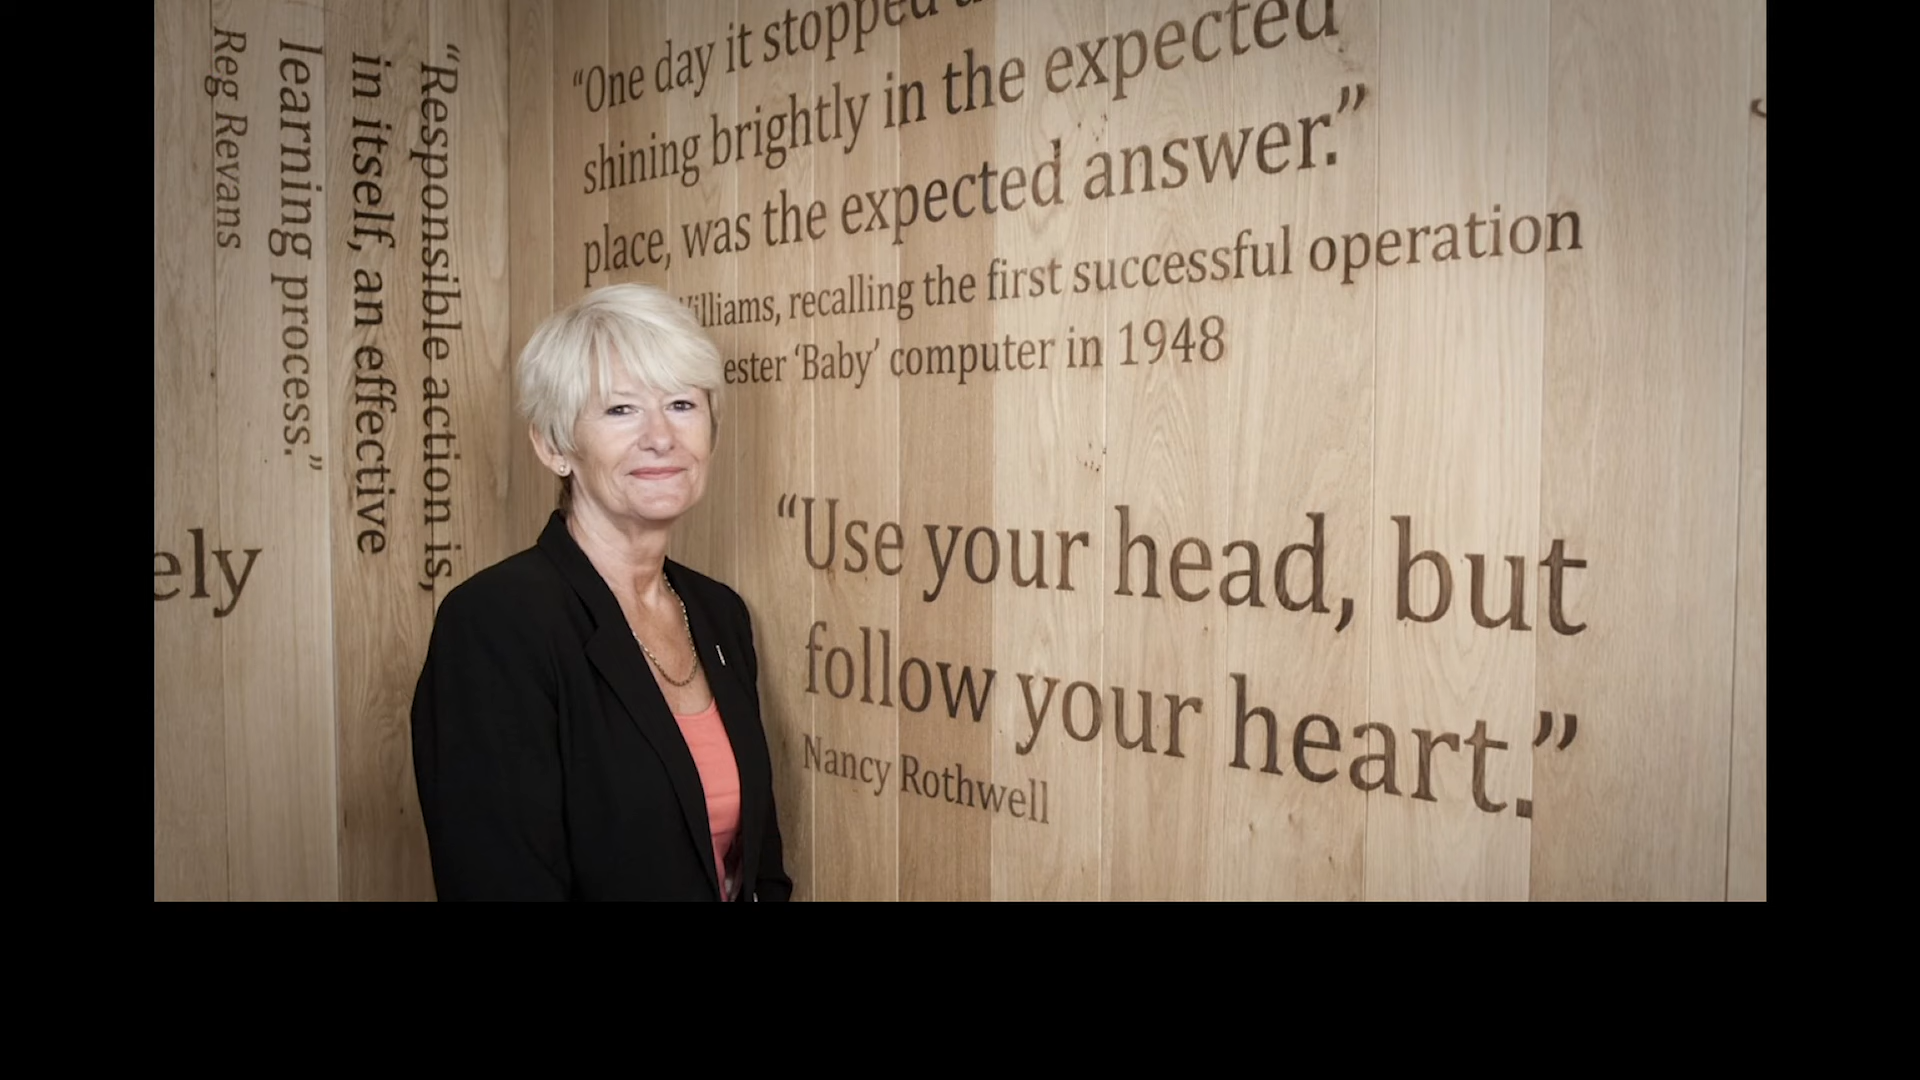 ely
"Responsible action is,
in itself, an effective
learning process."
Reg Revans
"One day it stopped
shining brightly in the expected
place, was the expected answer."
recalling the first successful operation
'Baby' computer in 1948
"Use your head, but
follow your heart."
Nancy Rothwell